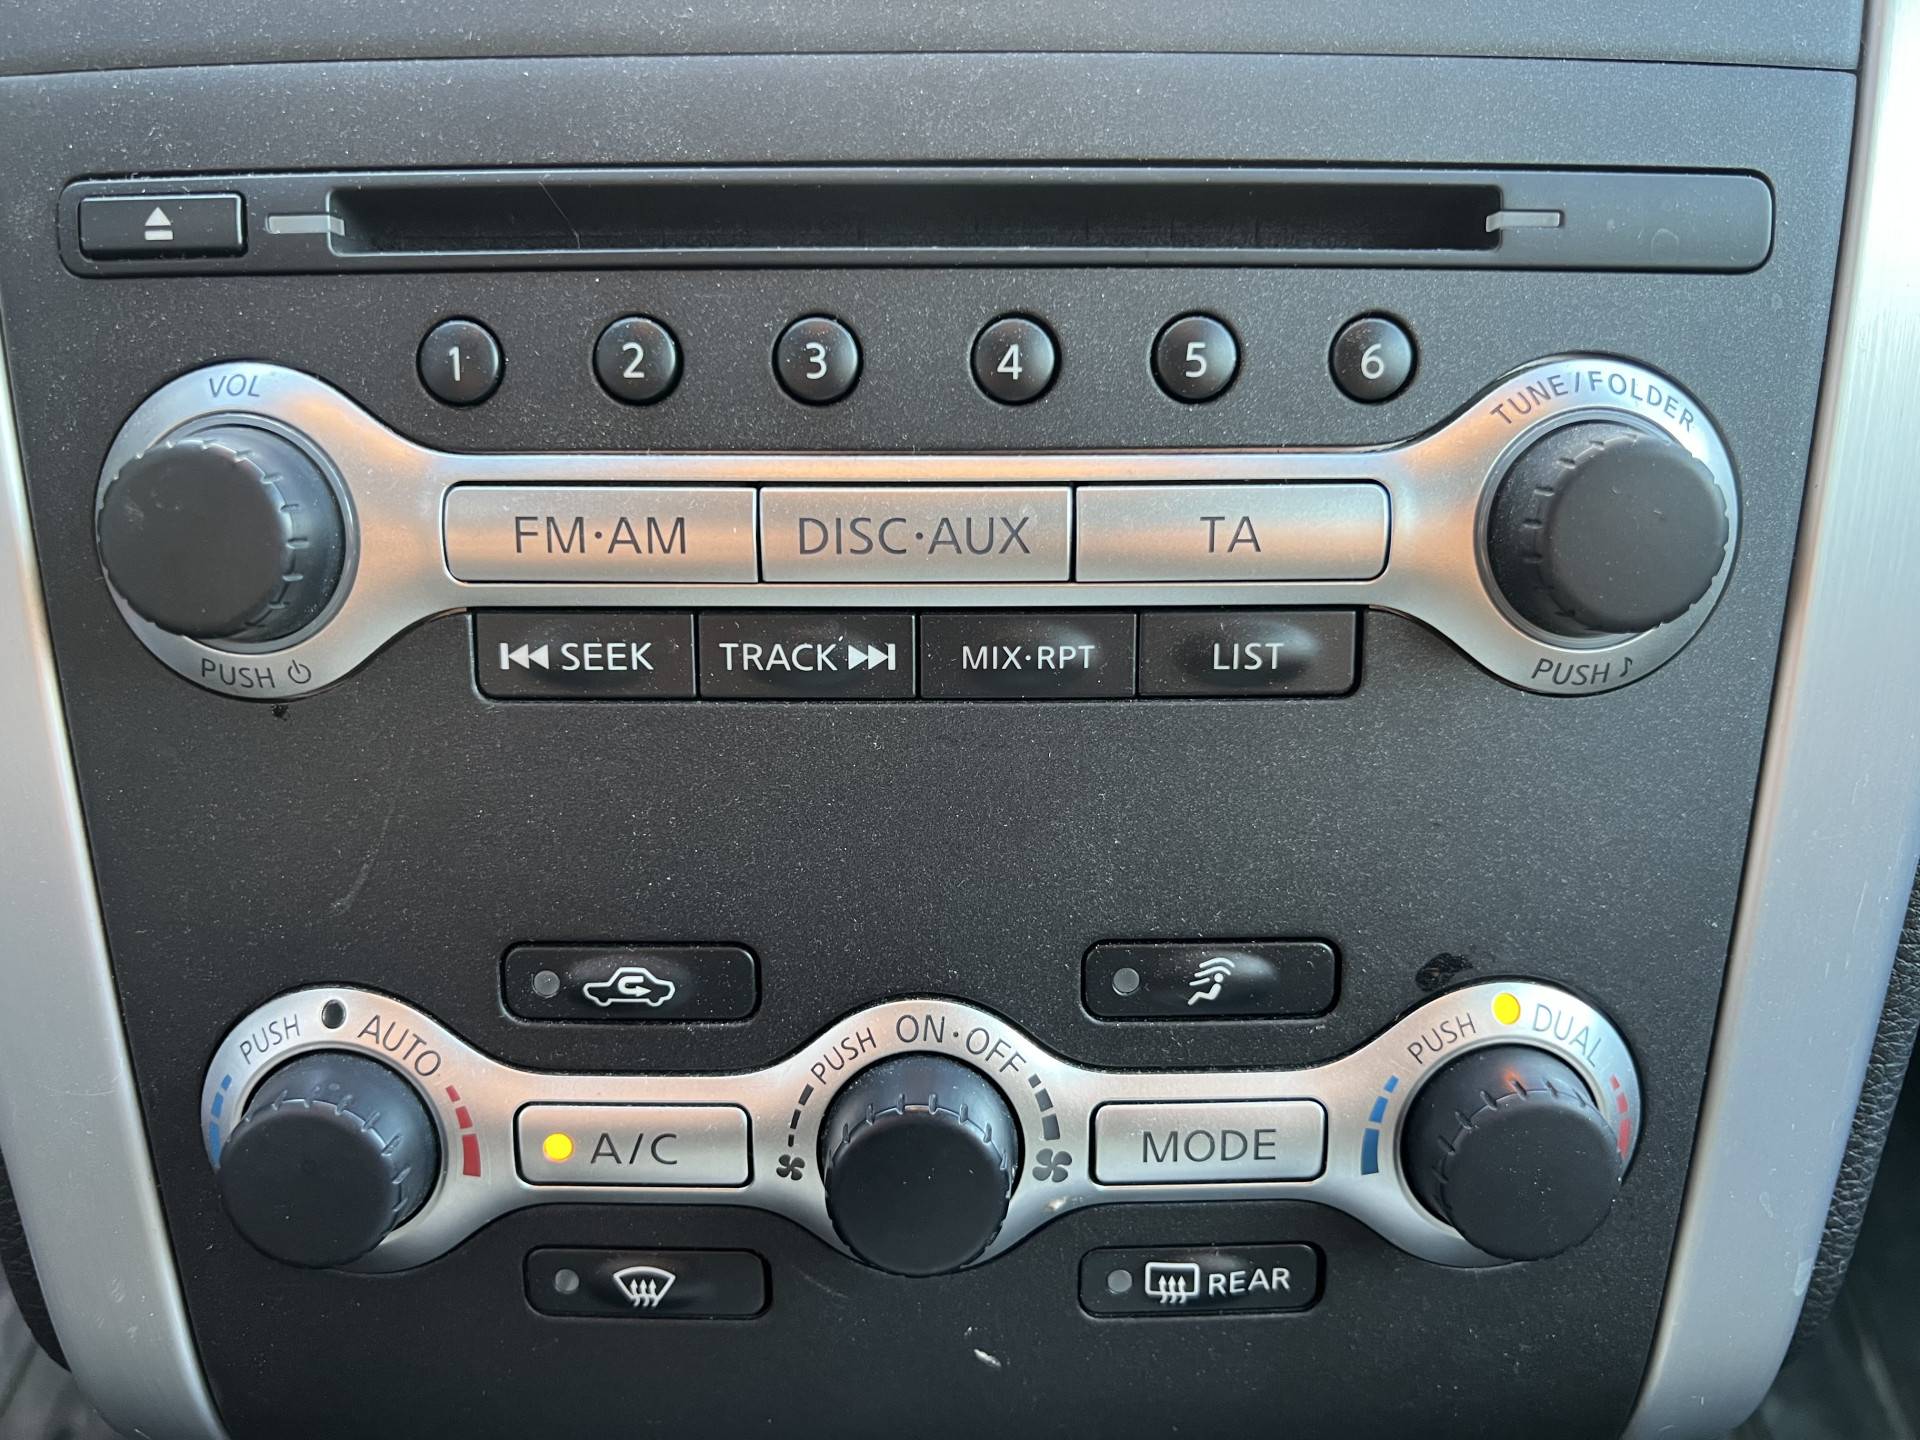 1 2 3 4 5 6
VOL
TUNE/FOLDER
FM·AM DISC·AUX TA
SEEK TRACK MIX·RPT LIST
PUSH
PUSH
PUSH AUTO
PUSH ON·OFF
PUSH DUAL
A/C
MODE
REAR